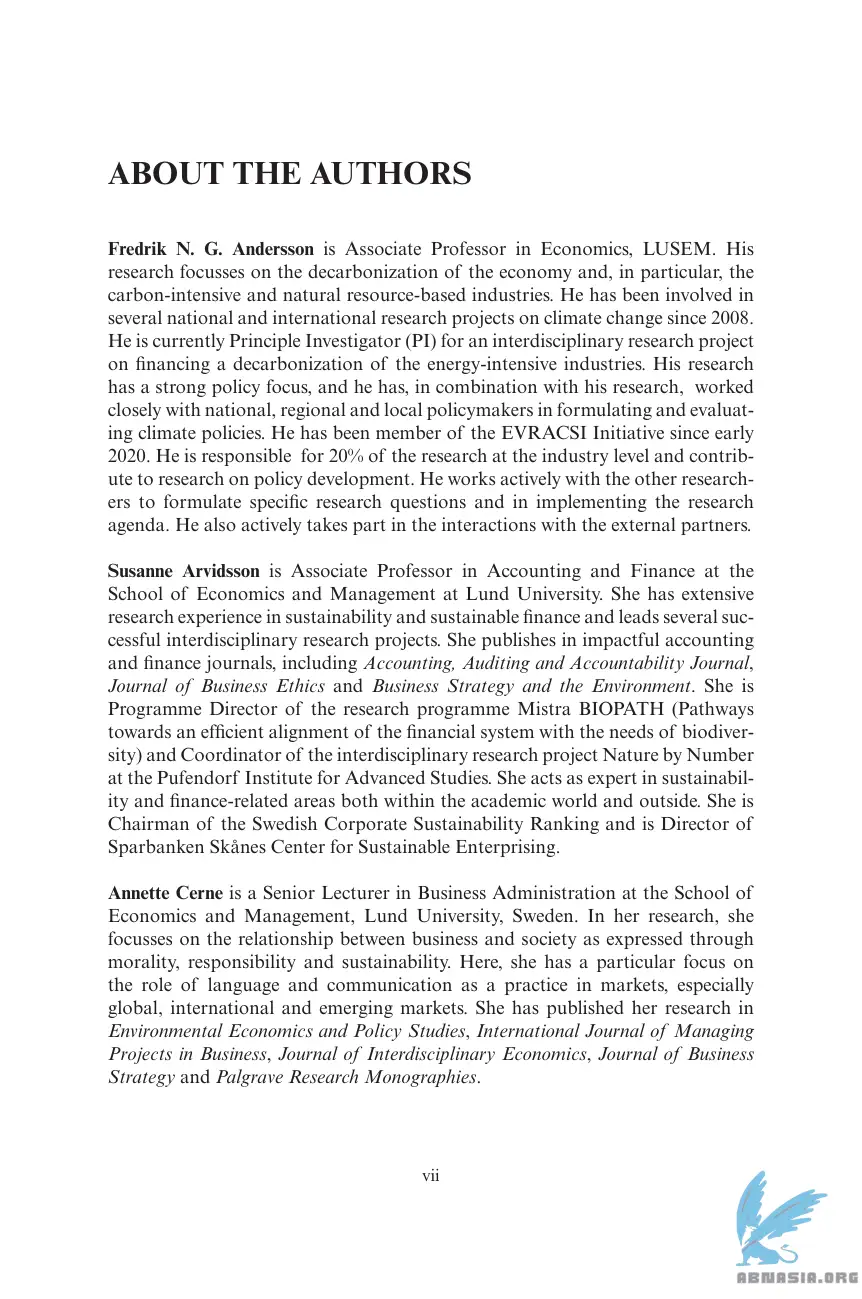 ABOUT THE AUTHORS
Fredrik N. G. Andersson is Associate Professor in Economics, LUSEM. His
research focusses on the decarbonization of the economy and, in particular, the
carbon-intensive and natural resource-based industries. He has been involved in
several national and international research projects on climate change since 2008.
He is currently Principle Investigator (PI) for an interdisciplinary research project
on financing a decarbonization of the energy-intensive industries. His research
has a strong policy focus, and he has, in combination with his research, worked
closely with national, regional and local policymakers in formulating and evaluat-
ing climate policies. He has been member of the EVRACSI Initiative since early
2020. He is responsible for 20% of the research at the industry level and contrib-
ute to research on policy development. He works actively with the other research-
ers to formulate specific research questions and in implementing the research
agenda. He also actively takes part in the interactions with the external partners.
Susanne Arvidsson is Associate Professor in Accounting and Finance at the
School of Economics and Management at Lund University. She has extensive
research experience in sustainability and sustainable finance and leads several suc-
cessful interdisciplinary research projects. She publishes in impactful accounting
and finance journals, including Accounting, Auditing and Accountability Journal,
Journal of Business Ethics and Business Strategy and the Environment. She is
Programme Director of the research programme Mistra BIOPATH (Pathways
towards an efficient alignment of the financial system with the needs of biodiver-
sity) and Coordinator of the interdisciplinary research project Nature by Number
at the Pufendorf Institute for Advanced Studies. She acts as expert in sustainabil-
ity and finance-related areas both within the academic world and outside. She is
Chairman of the Swedish Corporate Sustainability Ranking and is Director of
Sparbanken Skånes Center for Sustainable Enterprising.
Annette Cerne is a Senior Lecturer in Business Administration at the School of
Economics and Management, Lund University, Sweden. In her research, she
focusses on the relationship between business and society as expressed through
morality, responsibility and sustainability. Here, she has a particular focus on
the role of language and communication as a practice in markets, especially
global, international and emerging markets. She has published her research in
Environmental Economics and Policy Studies, International Journal of Managing
Projects in Business, Journal of Interdisciplinary Economics, Journal of Business
Strategy and Palgrave Research Monographies.
vii
ABNASIA.ORG